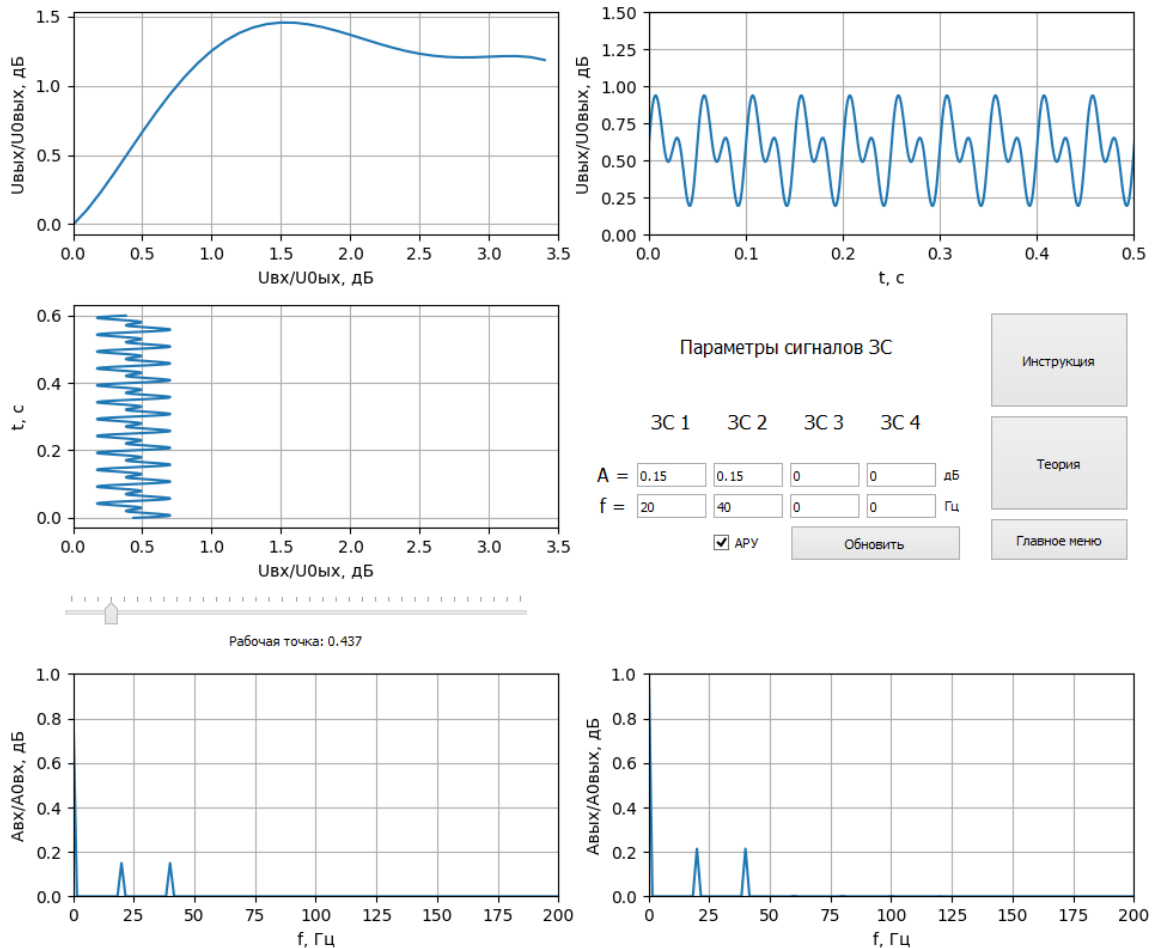 Uвых/U0вых, дБ
1.5
1.0
0.5
0.0
0.0 0.5 1.0 1.5 2.0 2.5 3.0 3.5
Uвх/U0ых, дБ
Uвых/U0вых, дБ
1.50
1.25
1.00
0.75
0.50
0.25
0.00
0.0 0.1 0.2 0.3 0.4 0.5
t, с
t, с
0.6
0.4
0.2
0.0
0.0 0.5 1.0 1.5 2.0 2.5 3.0 3.5
Uвх/U0ых, дБ
Рабочая точка: 0.437
Параметры сигналов ЗС
ЗС 1 ЗС 2 ЗС 3 ЗС 4
A = 0.15 0.15 0 0 дБ
f = 20 40 0 0 Гц
АРУ
Обновить
Инструкция
Теория
Главное меню
Aвх/A0вх, дБ
1.0
0.8
0.6
0.4
0.2
0.0
0 25 50 75 100 125 150 175 200
f, Гц
Aвых/A0вых, дБ
1.0
0.8
0.6
0.4
0.2
0.0
0 25 50 75 100 125 150 175 200
f, Гц